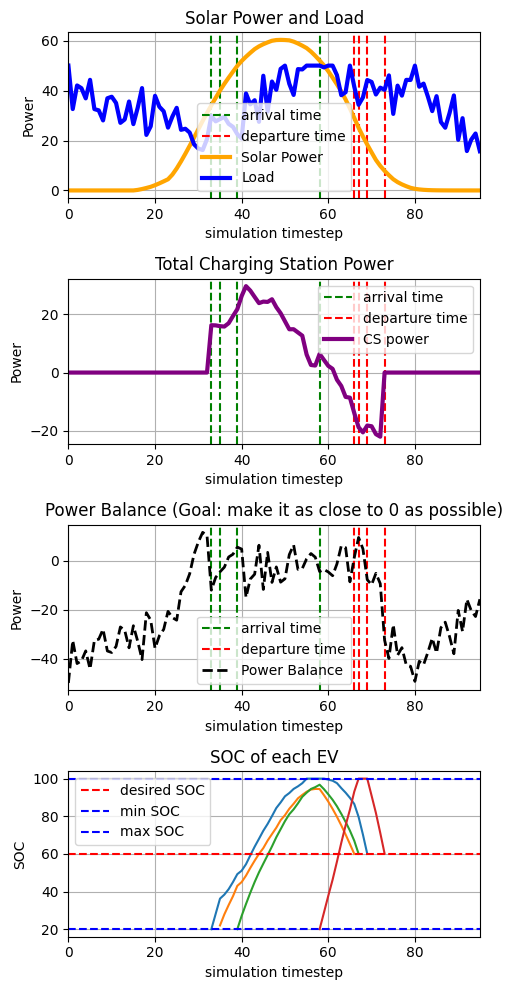 Solar Power and Load
60
40
20
0
Power
arrival time
departure time
Solar Power
Load
0 20 40 60 80
simulation timestep
Total Charging Station Power
20
0
−20
Power
arrival time
departure time
CS power
0 20 40 60 80
simulation timestep
Power Balance (Goal: make it as close to 0 as possible)
0
−20
−40
Power
arrival time
departure time
Power Balance
0 20 40 60 80
simulation timestep
SOC of each EV
100
80
60
40
20
SOC
desired SOC
min SOC
max SOC
0 20 40 60 80
simulation timestep